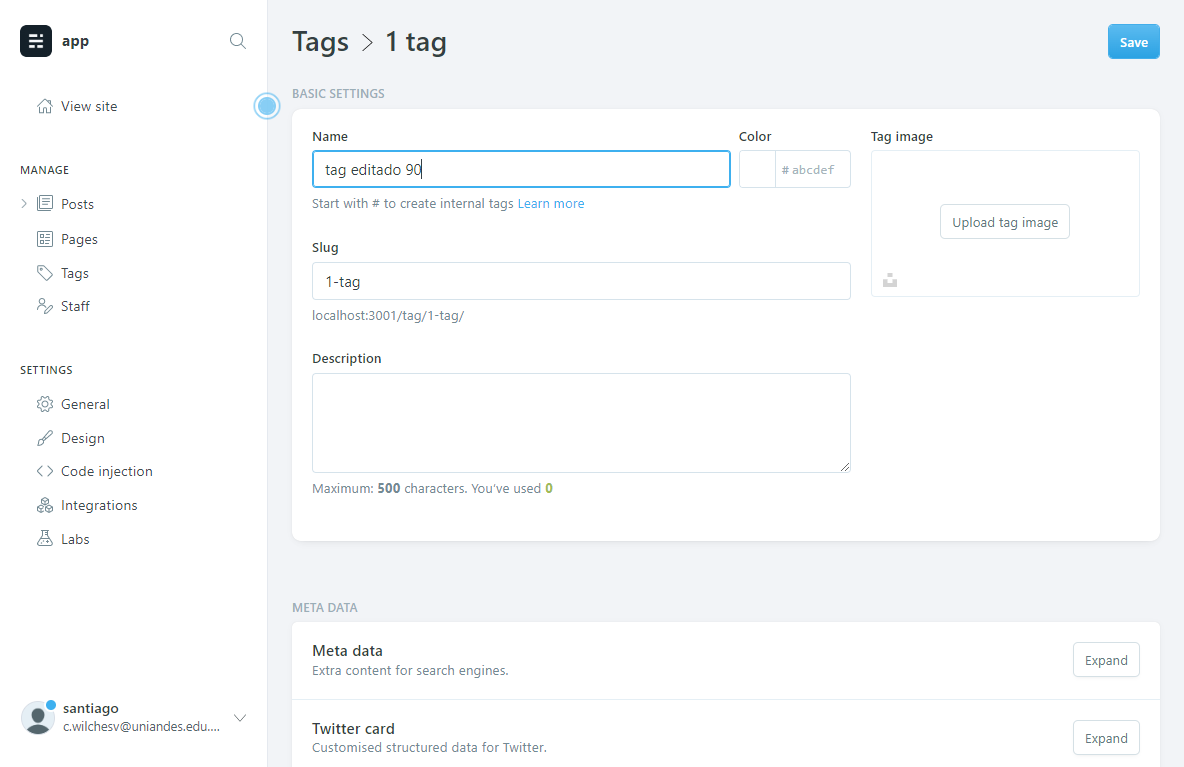 app
View site
MANAGE
Posts
Pages
Tags
Staff
SETTINGS
General
Design
Code injection
Integrations
Labs
santiago
c.wilchesv@uniandes.edu....
Tags > 1 tag
Save
BASIC SETTINGS
Name
tag editado 90
Start with # to create internal tags Learn more
Color
# abcdef
Slug
1-tag
localhost:3001/tag/1-tag/
Description
Maximum: 500 characters. You've used 0
Tag image
Upload tag image
META DATA
Meta data
Extra content for search engines.
Expand
Twitter card
Customised structured data for Twitter.
Expand